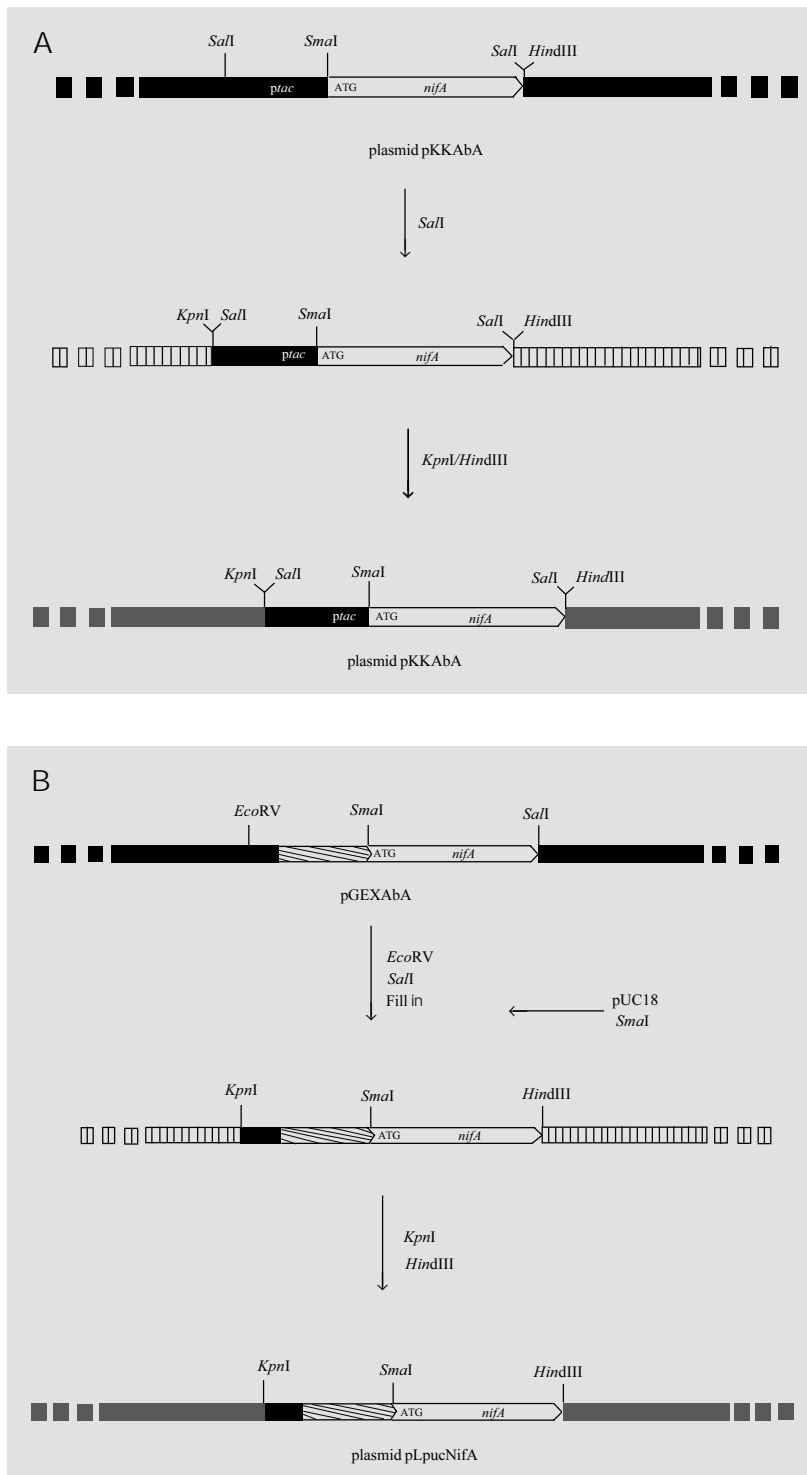 A
SalI SmaI SalI HindIII
ptac ATG nifA
plasmid pKKAbA
SalI
KpnI SalI SmaI SalI HindIII
ptac ATG nifA
KpnI/HindIII
KpnI SalI SmaI SalI HindIII
ptac ATG nifA
plasmid pKKAbA
B
EcoRV SmaI SalI
ATG nifA
pGEXAbA
EcoRV
SalI
Fill in
pUC18
SmaI
KpnI SmaI HindIII
ATG nifA
KpnI
HindIII
KpnI SmaI HindIII
ATG nifA
plasmid pLpucNifA